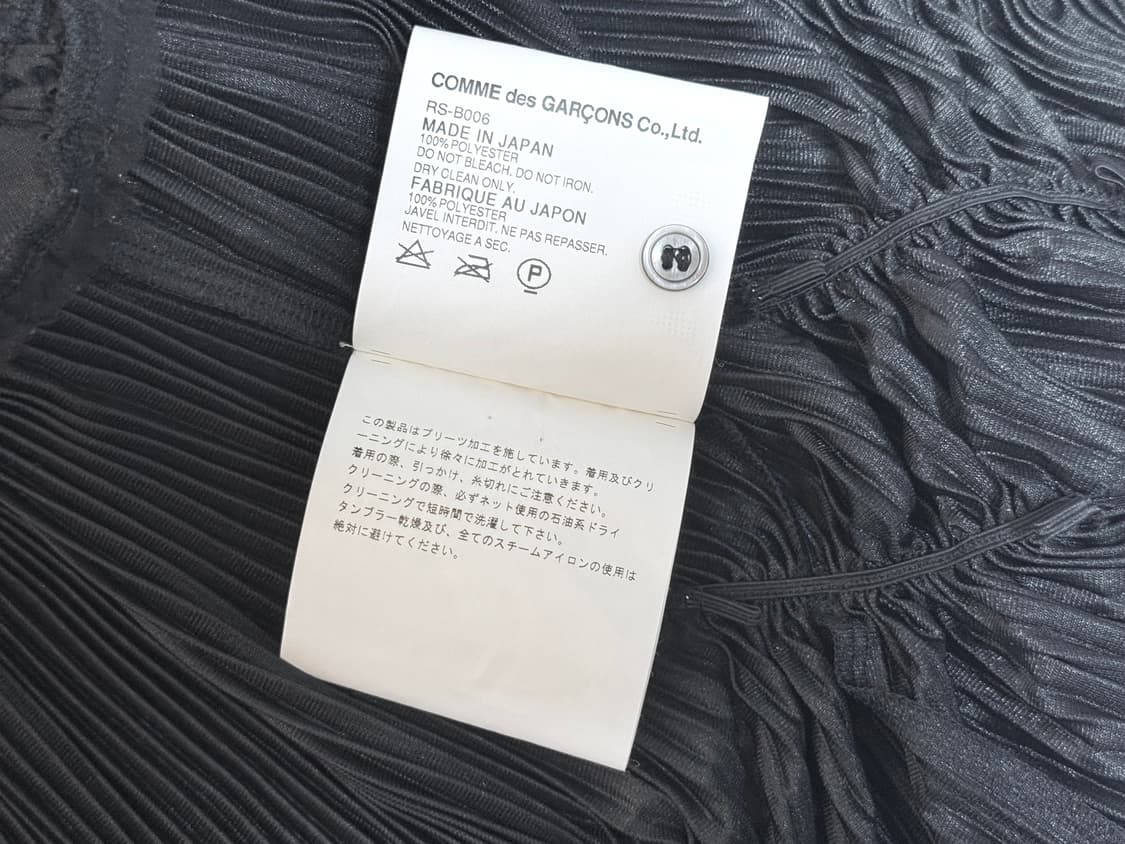 COMME des GARÇONS Co.,Ltd.
RS-B006
MADE IN JAPAN
100% POLYESTER
DO NOT BLEACH. DO NOT IRON.
DRY CLEAN ONLY.
FABRIQUE AU JAPON
100% POLYESTER
JAVEL INTERDIT. NE PAS REPASSER.
NETTOYAGE A SEC.
P
この製品はプリーツ加工を施しています。着用及びクリ
ーニングにより徐々に加工がとれていきます。
着用の際、引っかけ、糸切れにご注意ください。
クリーニングの際、必ずネット使用の石油系ドライ
クリーニングで短時間で洗濯して下さい。
タンブラー乾燥及び、全てのスチームアイロンの使用は
絶対に避けてください。